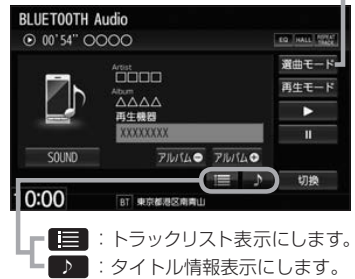 BLUETOOTH Audio
00'54" ○○○○
EQ HALL REPEAT TRACK
Artist
□□□□
Album
△△△△
再生機器
XXXXXXXX
選曲モード
再生モード
SOUND
アルバム
アルバム
切換
0:00
BT 東京都港区南青山
：トラックリスト表示にします。
：タイトル情報表示にします。